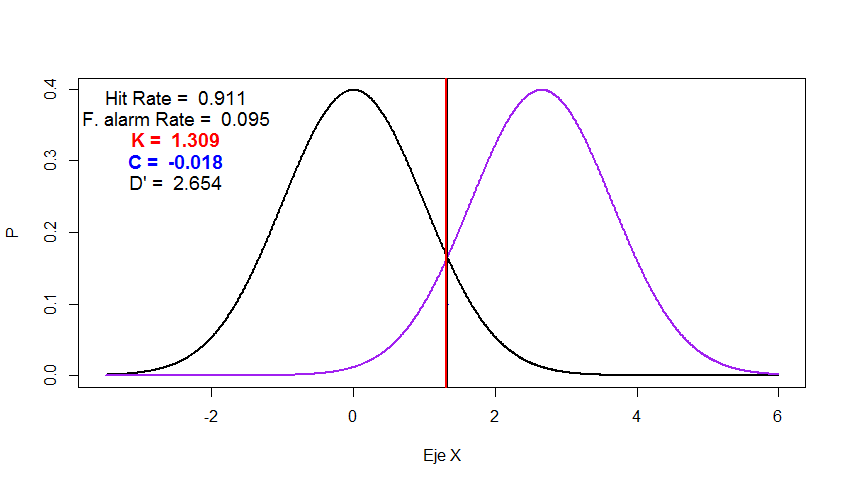 Hit Rate = 0.911
F. alarm Rate = 0.095
K = 1.309
C = -0.018
D' = 2.654
P
0.4
0.3
0.2
0.1
0.0
-2 0 2 4 6
Eje X